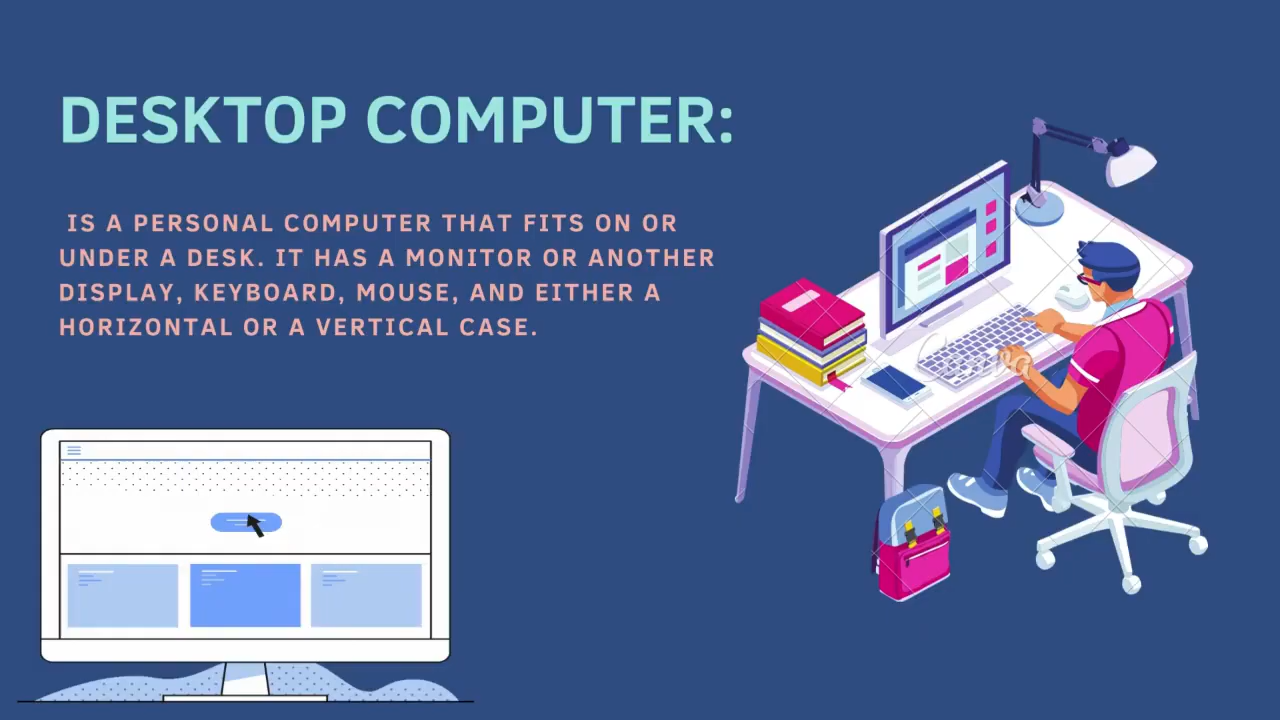 DESKTOP COMPUTER:
IS A PERSONAL COMPUTER THAT FITS ON OR
UNDER A DESK. IT HAS A MONITOR OR ANOTHER
DISPLAY, KEYBOARD, MOUSE, AND EITHER A
HORIZONTAL OR A VERTICAL CASE.
Canva